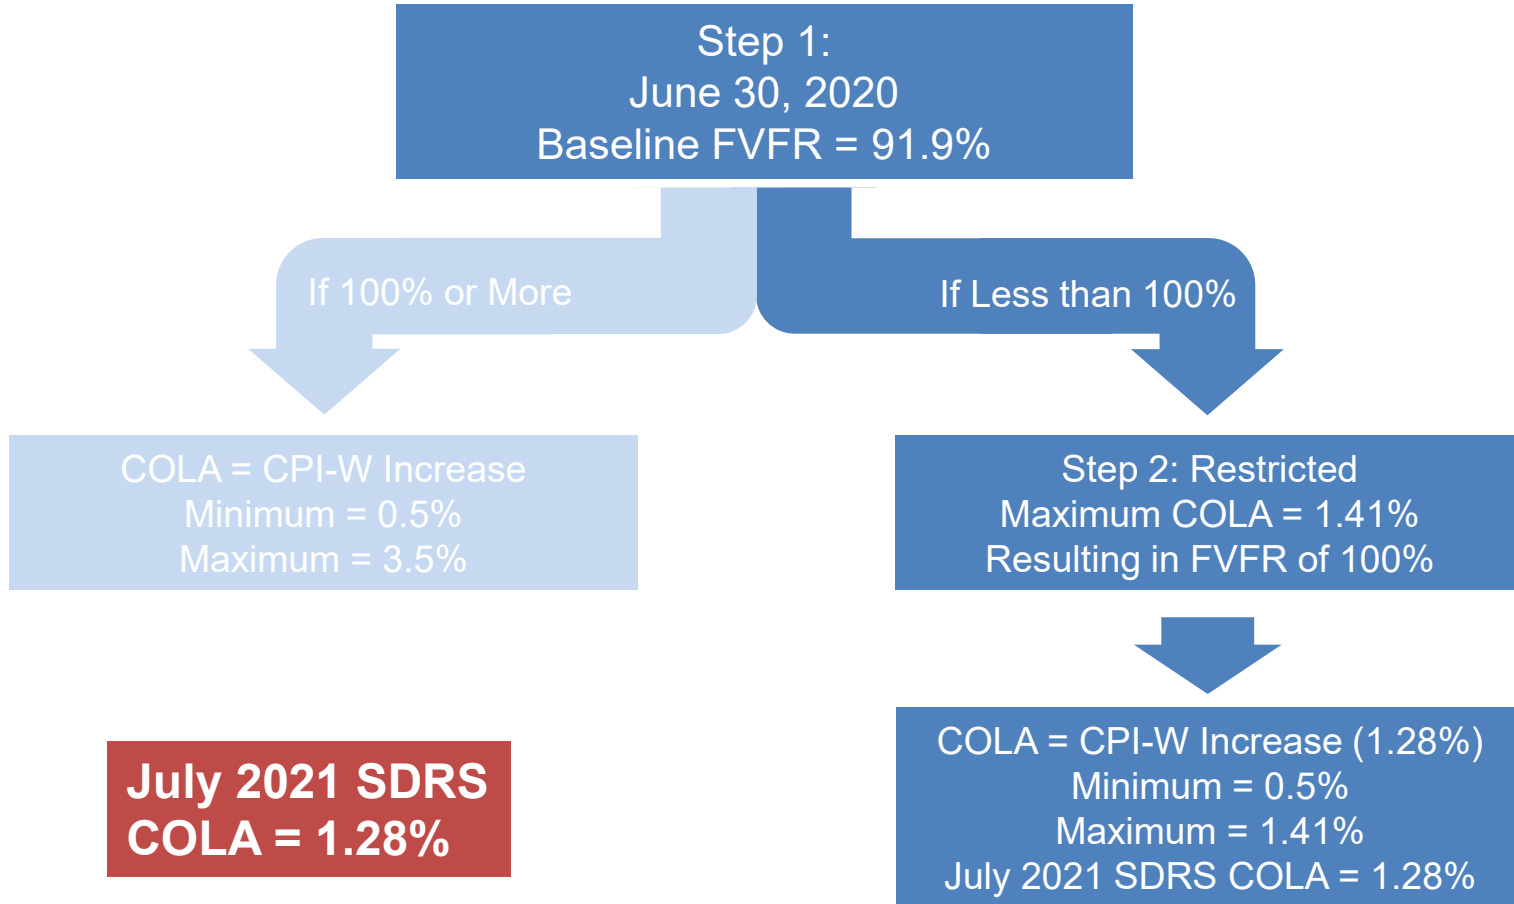 Step 1:
June 30, 2020
Baseline FVFR = 91.9%
If 100% or More
If Less than 100%
COLA = CPI-W Increase
Minimum = 0.5%
Maximum = 3.5%
Step 2: Restricted
Maximum COLA = 1.41%
Resulting in FVFR of 100%
COLA = CPI-W Increase (1.28%)
Minimum = 0.5%
Maximum = 1.41%
July 2021 SDRS COLA = 1.28%
July 2021 SDRS
COLA = 1.28%